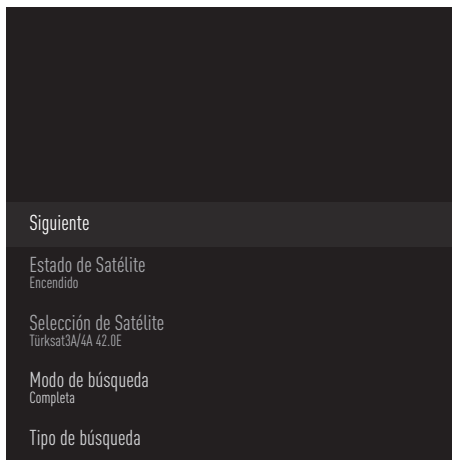 Siguiente
Estado de Satélite
Encendido
Selección de Satélite
Türksat3A/4A 42.0E
Modo de búsqueda
Completa
Tipo de búsqueda